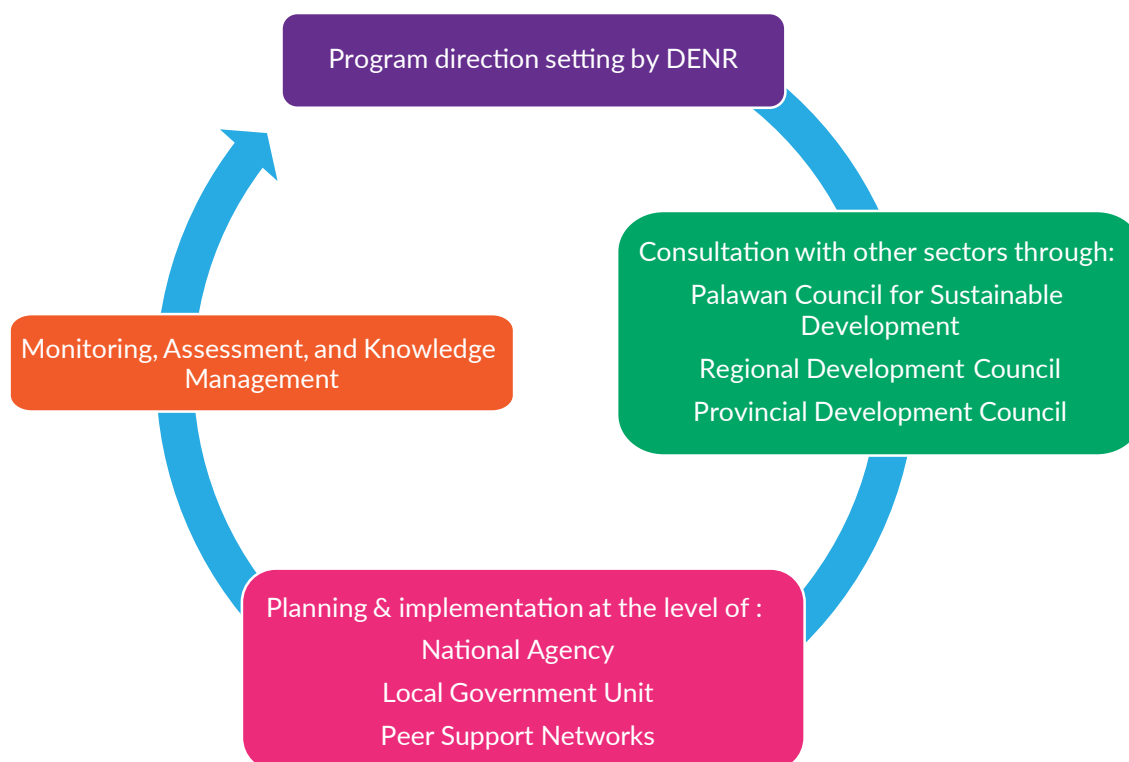 Program direction setting by DENR
Consultation with other sectors through:
Palawan Council for Sustainable
Development
Regional Development Council
Provincial Development Council
Planning & implementation at the level of :
National Agency
Local Government Unit
Peer Support Networks
Monitoring, Assessment, and Knowledge
Management